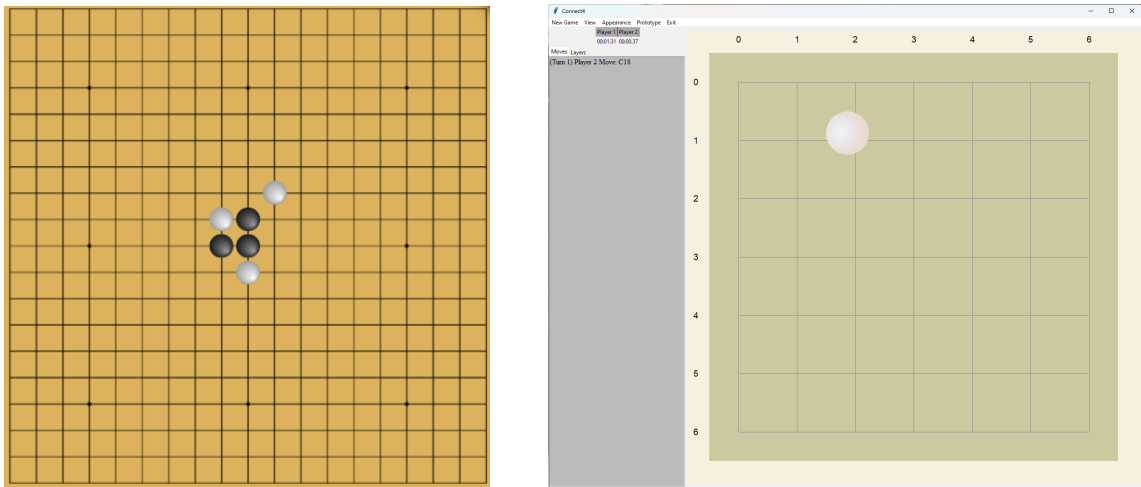 Connect4
New Game View Appearance Prototype Exit
Player 1 Player 2
00:01.31 00:00.37
Moves Layers
(Turn 1) Player 2 Move: C18
0 1 2 3 4 5 6
0
1
2
3
4
5
6